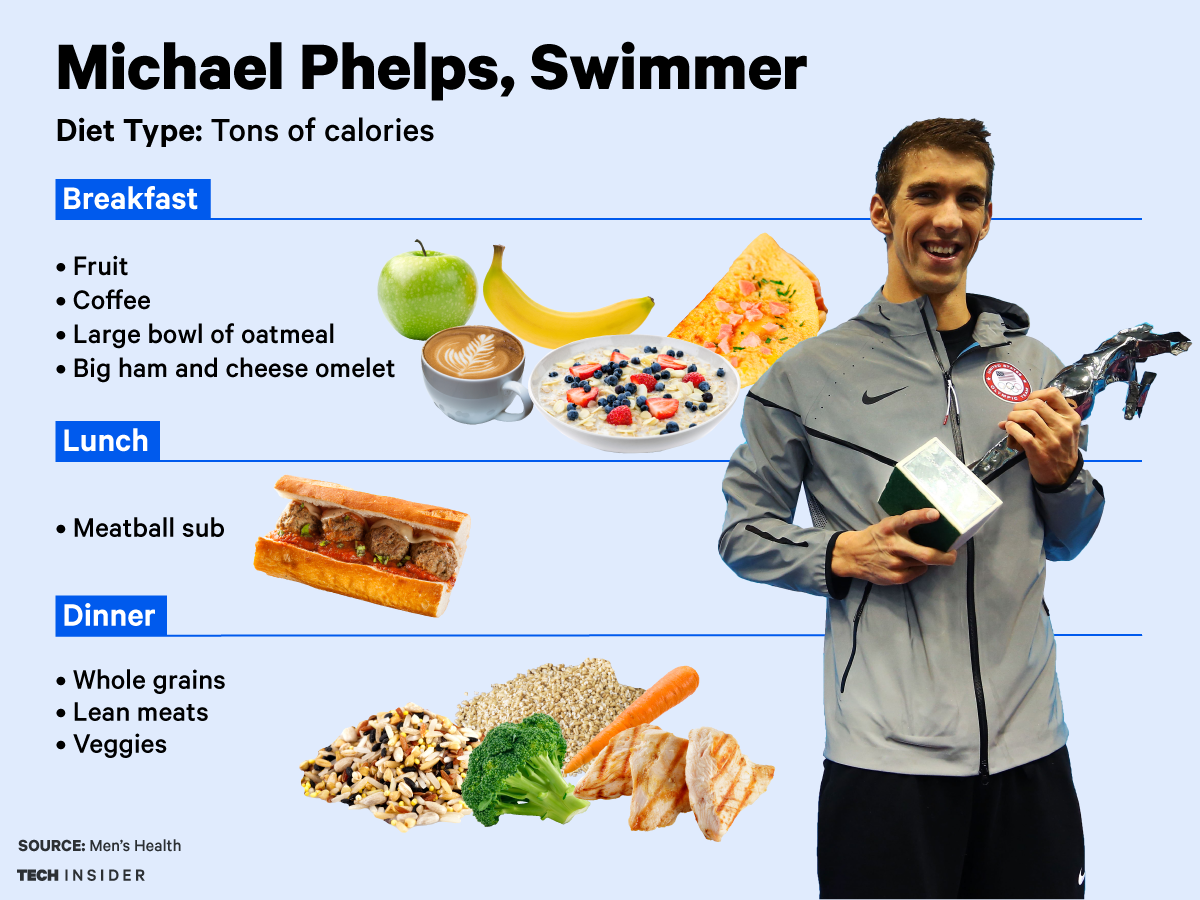 Michael Phelps, Swimmer
Diet Type: Tons of calories
Breakfast
• Fruit
• Coffee
• Large bowl of oatmeal
• Big ham and cheese omelet
Lunch
• Meatball sub
Dinner
• Whole grains
• Lean meats
• Veggies
SOURCE: Men's Health
TECH INSIDER